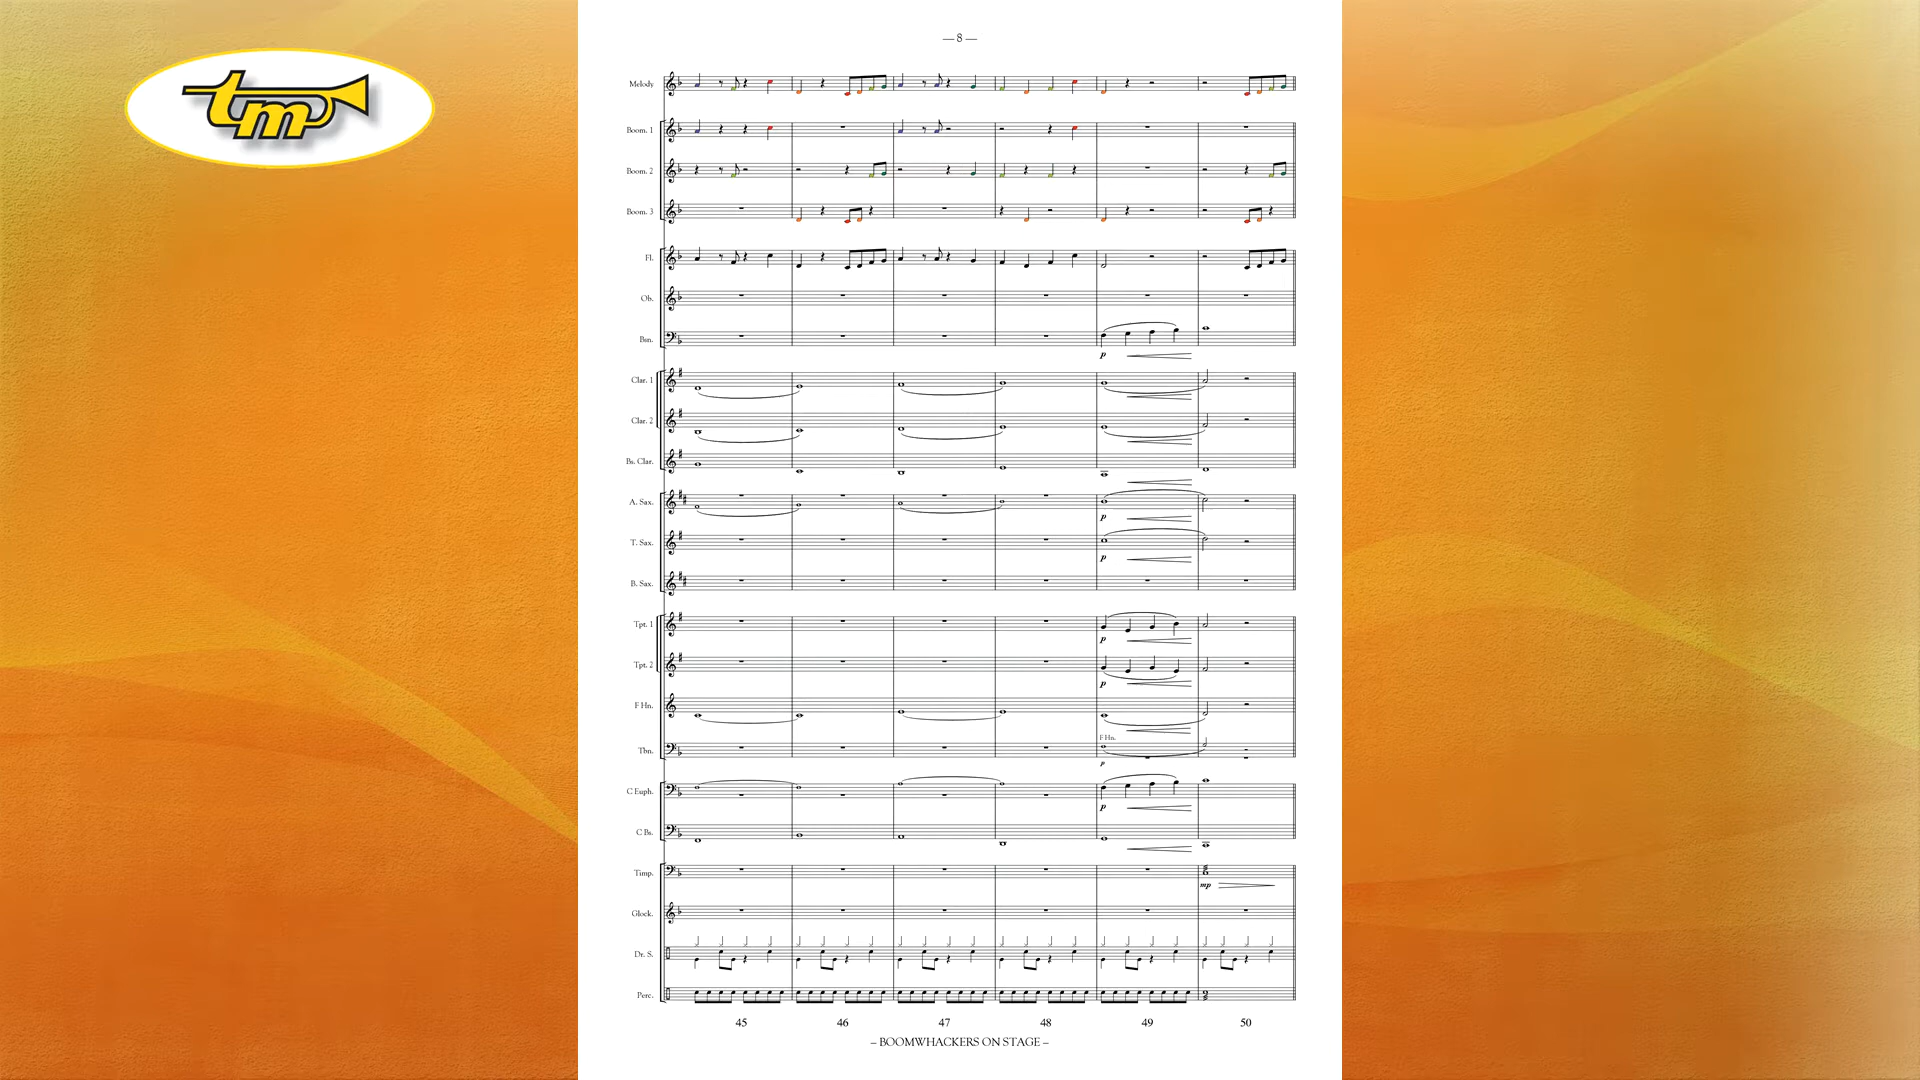 tm
— 8 —
Melody
Boom. 1
Boom. 2
Boom. 3
Fl.
Ob.
Bsn.
p
Clar. 1
Clar. 2
Bs. Clar.
A. Sax.
p
T. Sax.
p
B. Sax.
Tpt. 1
p
Tpt. 2
p
F Hn.
F Hn.
Tbn.
p
C Euph.
p
C Bs.
Timp.
mp
Glock.
Dr. S.
Perc.
45 46 47 48 49 50
– BOOMWHACKERS ON STAGE –